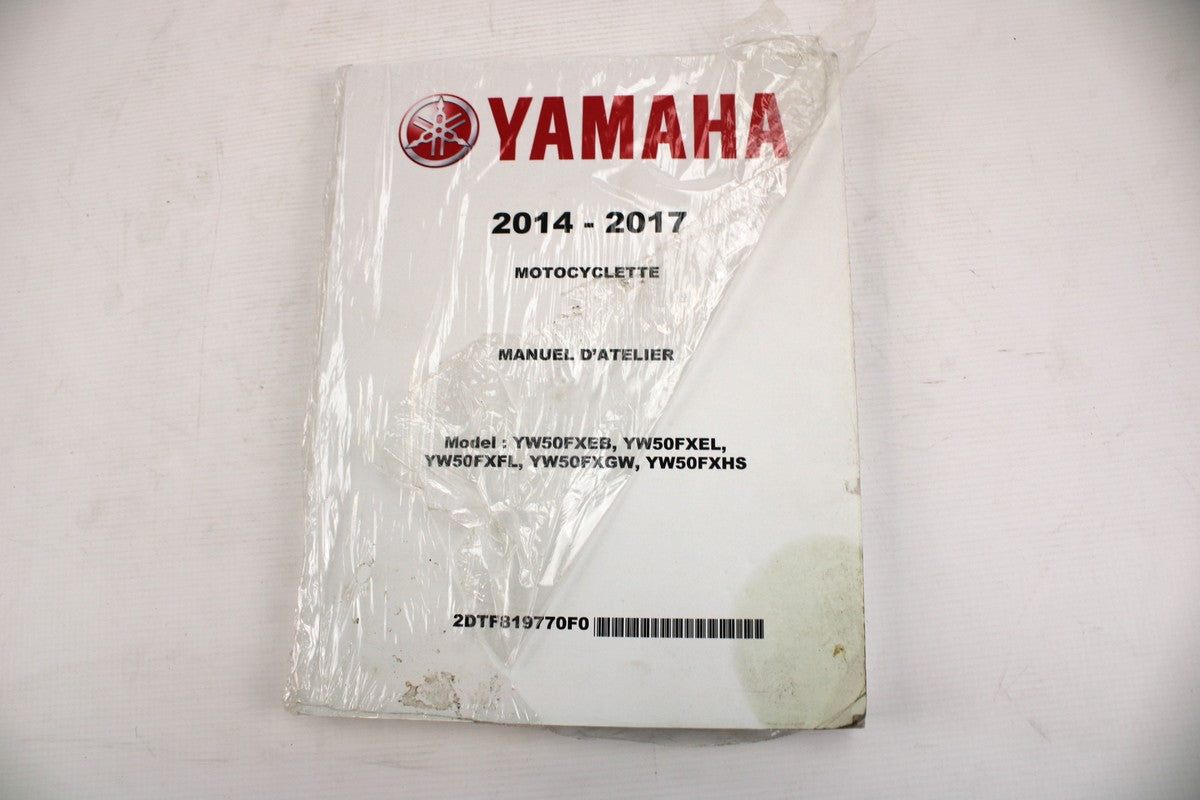 YAMAHA
2014 - 2017
MOTOCYCLETTE
MANUEL D'ATELIER
Model : YW50FXEB, YW50FXEL,
YW50FXFL, YW50FXGW, YW50FXHS
2DTF819770F0